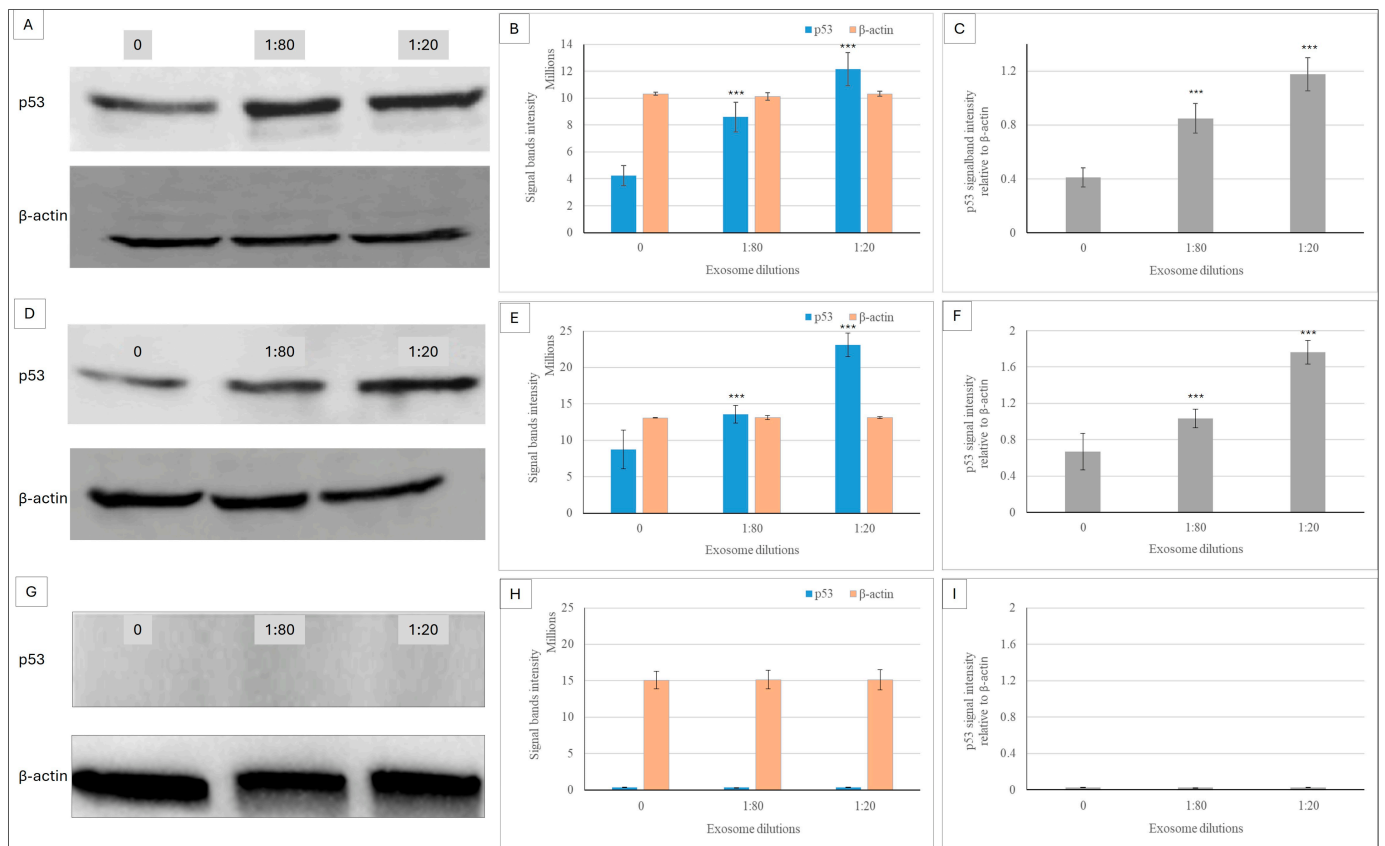 A
0 1:80 1:20
p53
β-actin
B
p53 β-actin
Millions
Signal bands intensity
14
12
10
8
6
4
2
0
***
***
0 1:80 1:20
Exosome dilutions
C
p53 signalband intensity
relative to β-actin
1.2
0.8
0.4
0
***
***
0 1:80 1:20
Exosome dilutions
D
0 1:80 1:20
p53
β-actin
E
p53 β-actin
Millions
Signal bands intensity
25
20
15
10
5
0
***
***
0 1:80 1:20
Exosome dilutions
F
p53 signal intensity
relative to β-actin
2
1.6
1.2
0.8
0.4
0
***
***
0 1:80 1:20
Exosome dilutions
G
0 1:80 1:20
p53
β-actin
H
p53 β-actin
Millions
Signal bands intensity
25
20
15
10
5
0
0 1:80 1:20
Exosome dilutions
I
p53 signal intensity
relative to β-actin
2
1.6
1.2
0.8
0.4
0
0 1:80 1:20
Exosome dilutions